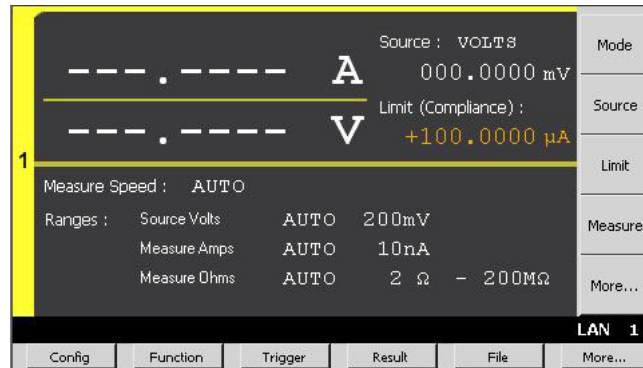 ---.---- A
Source : VOLTS
000.0000 mV
Limit (Compliance) :
---.---- V
+100.0000 µA
1
Measure Speed : AUTO
Ranges : Source Volts AUTO 200mV
Measure Amps AUTO 10nA
Measure Ohms AUTO 2 Ω - 200MΩ
Mode
Source
Limit
Measure
More...
LAN 1
Config Function Trigger Result File More...